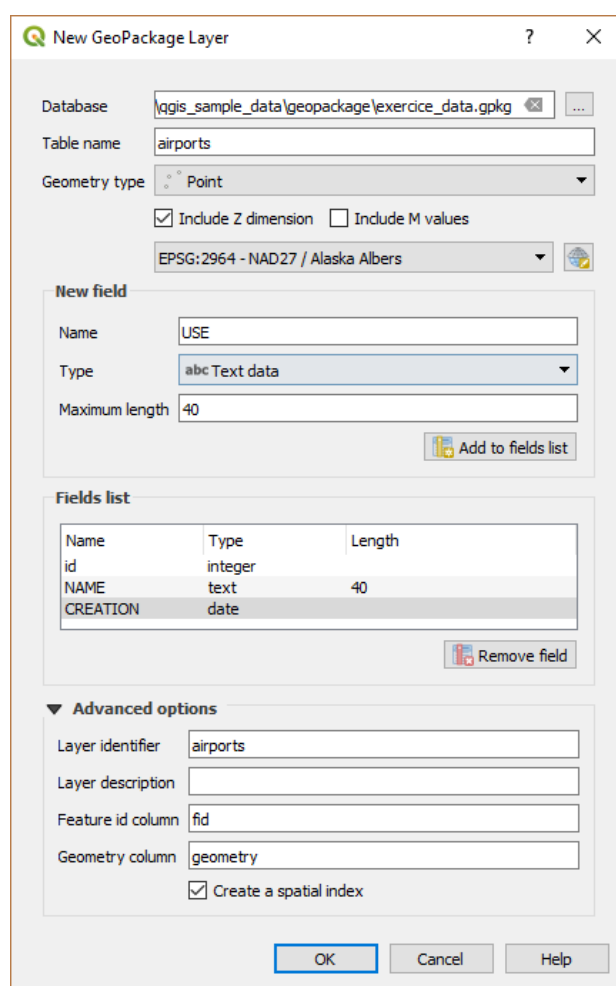 New GeoPackage Layer ? ×
Database \qgis_sample_data\geopackage\exercice_data.gpkg ...
Table name airports
Geometry type Point
Include Z dimension Include M values
EPSG:2964 - NAD27 / Alaska Albers
New field
Name USE
Type abc Text data
Maximum length 40
Add to fields list
Fields list
Name Type Length
id integer
NAME text 40
CREATION date
Remove field
Advanced options
Layer identifier airports
Layer description
Feature id column fid
Geometry column geometry
Create a spatial index
OK Cancel Help